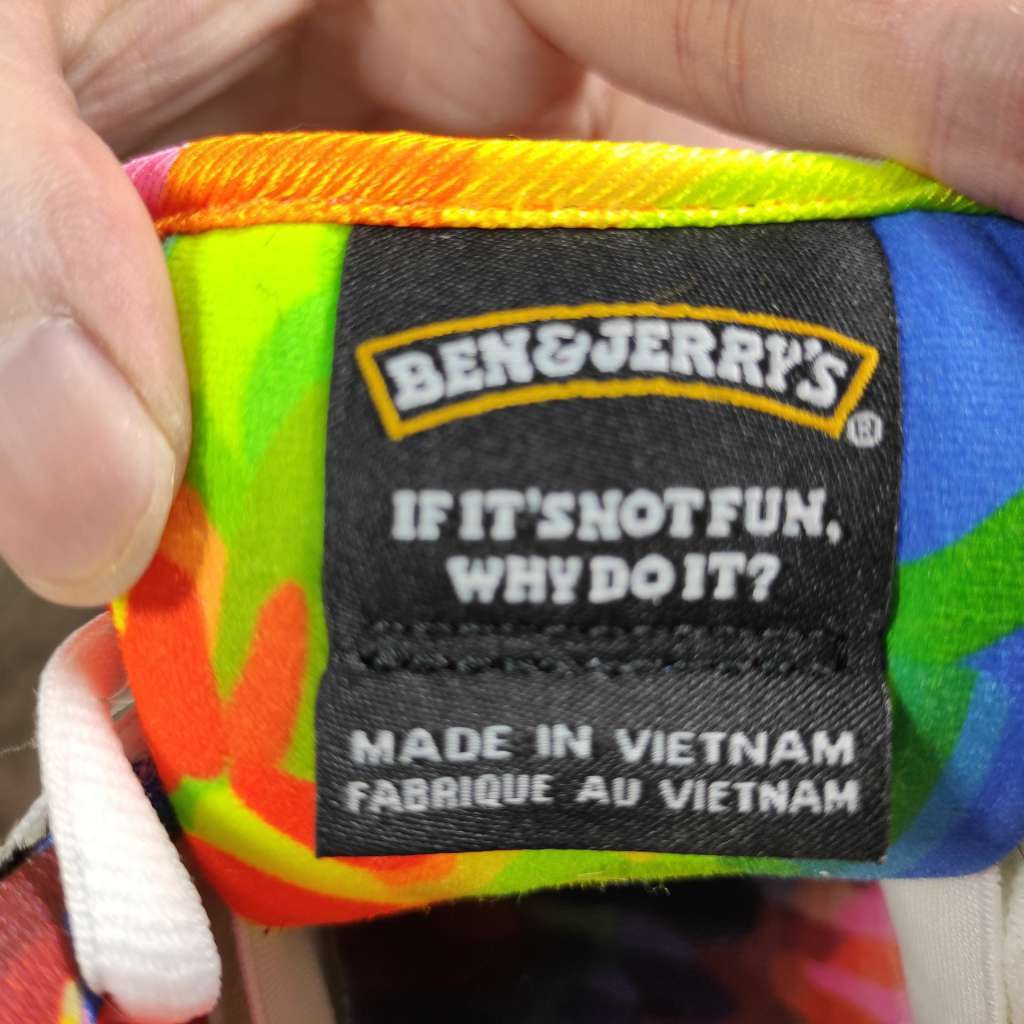 BEN&JERRY'S®
IF IT'S NOT FUN,
WHY DO IT?
MADE IN VIETNAM
FABRIQUE AU VIETNAM